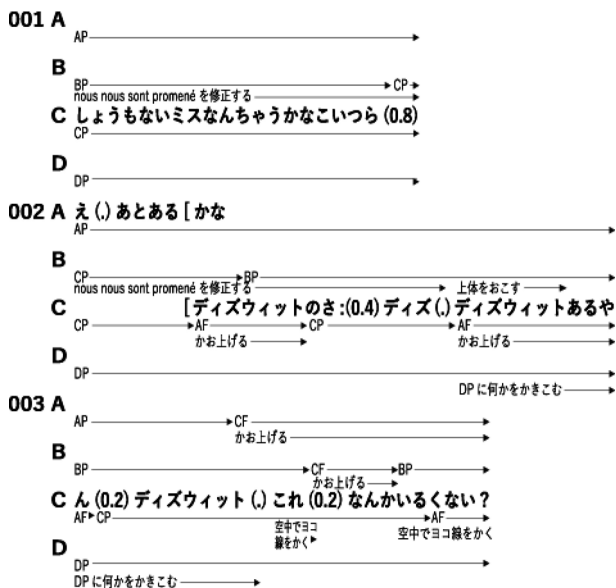 001 A
AP
B
BP CP
nous nous sont promené を修正する
C しょうもないミスなんちゃうかなこいつら (0.8)
CP
D
DP
002 A え (.) あとある [ かな
AP
B
CP BP
nous nous sont promené を修正する 上体をおこす
C [ ディズウィットのさ:(0.4) ディズ (.) ディズウィットあるや
CP AF CP AF
かお上げる かお上げる
D
DP
DP に何かをかきこむ
003 A
AP CF
かお上げる
B
BP CF BP
かお上げる
C ん (0.2) ディズウィット (.) これ (0.2) なんかいるくない？
AF CP AF
空中でヨコ 空中でヨコ線をかく
線をかく
D
DP
DP に何かをかきこむ